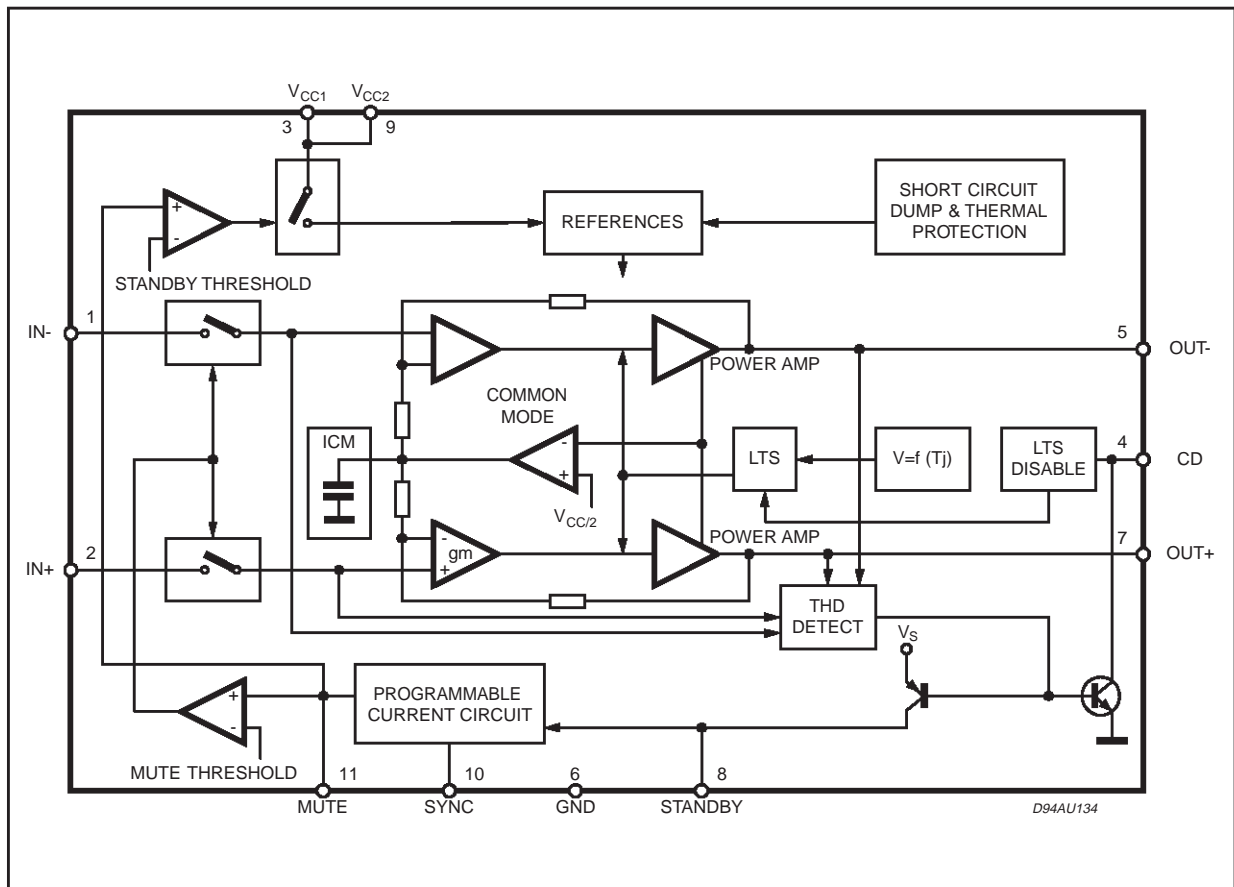 VCC1
VCC2
3
9
+
-
STANDBY THRESHOLD
REFERENCES
SHORT CIRCUIT
DUMP & THERMAL
PROTECTION
IN-
1
5
OUT-
POWER AMP
COMMON
MODE
ICM
-
+
VCC/2
LTS
V=f (Tj)
LTS
DISABLE
4
CD
POWER AMP
IN+
2
-
gm
+
7
OUT+
THD
DETECT
VS
PROGRAMMABLE
CURRENT CIRCUIT
+
-
MUTE THRESHOLD
11
10
6
8
MUTE
SYNC
GND
STANDBY
D94AU134